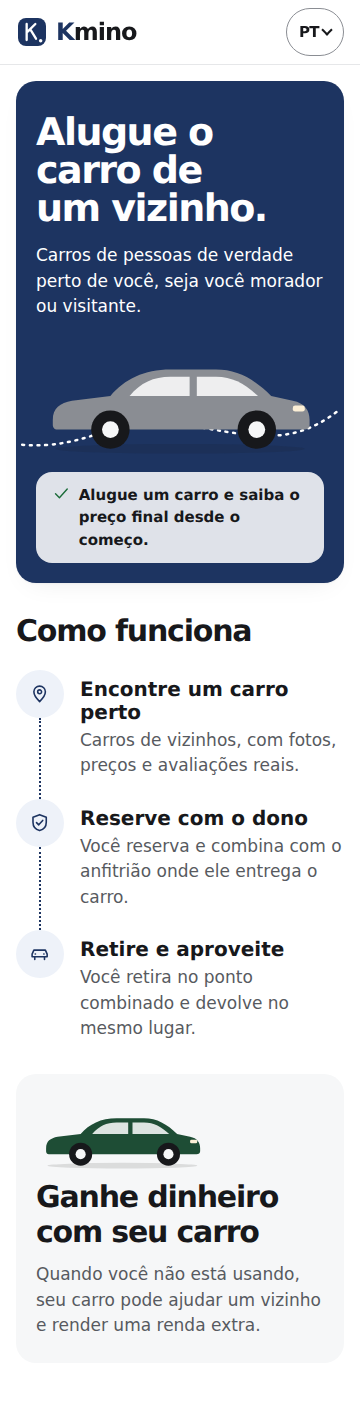 K.
Kmino
PT
Alugue o
carro de
um vizinho.
Carros de pessoas de verdade
perto de você, seja você morador
ou visitante.
Alugue um carro e saiba o
preço final desde o
começo.
Como funciona
Encontre um carro
perto
Carros de vizinhos, com fotos,
preços e avaliações reais.
Reserve com o dono
Você reserva e combina com o
anfitrião onde ele entrega o
carro.
Retire e aproveite
Você retira no ponto
combinado e devolve no
mesmo lugar.
Ganhe dinheiro
com seu carro
Quando você não está usando,
seu carro pode ajudar um vizinho
e render uma renda extra.